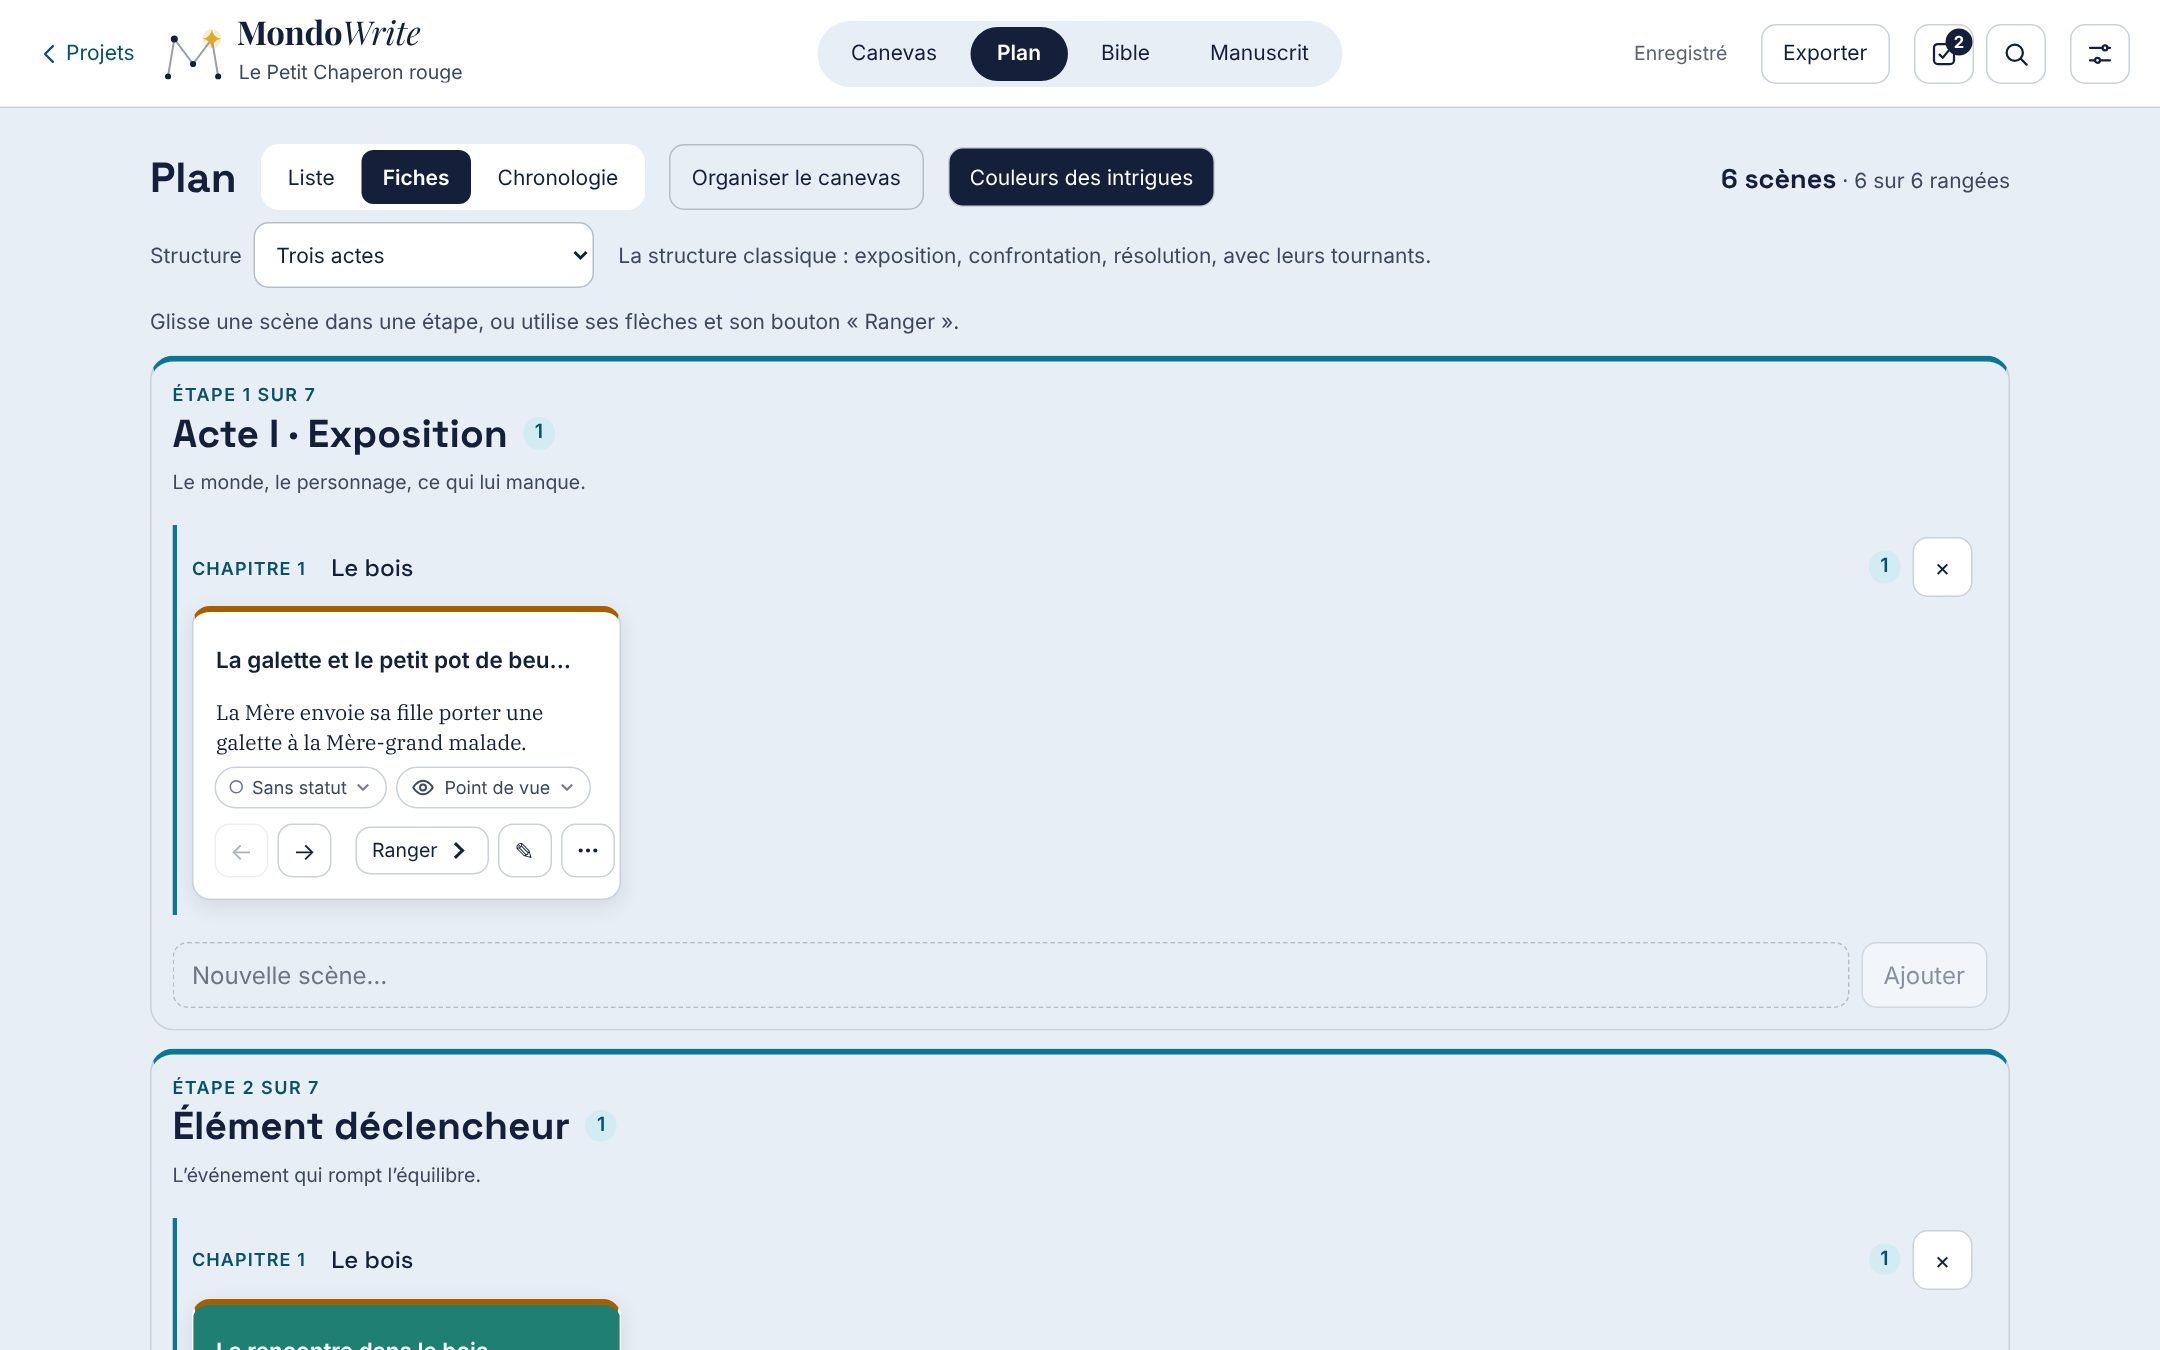 Projets
MondoWrite
Le Petit Chaperon rouge
Canevas
Plan
Bible
Manuscrit
Enregistré
Exporter
2
Plan
Liste
Fiches
Chronologie
Organiser le canevas
Couleurs des intrigues
6 scènes · 6 sur 6 rangées
Structure
Trois actes
La structure classique : exposition, confrontation, résolution, avec leurs tournants.
Glisse une scène dans une étape, ou utilise ses flèches et son bouton « Ranger ».
ÉTAPE 1 SUR 7
Acte I · Exposition 1
Le monde, le personnage, ce qui lui manque.
CHAPITRE 1 Le bois 1 ×
La galette et le petit pot de beu...
La Mère envoie sa fille porter une
galette à la Mère-grand malade.
Sans statut
Point de vue
Ranger
Nouvelle scène...
Ajouter
ÉTAPE 2 SUR 7
Élément déclencheur 1
L'événement qui rompt l'équilibre.
CHAPITRE 1 Le bois 1 ×
La rencontre dans le bois